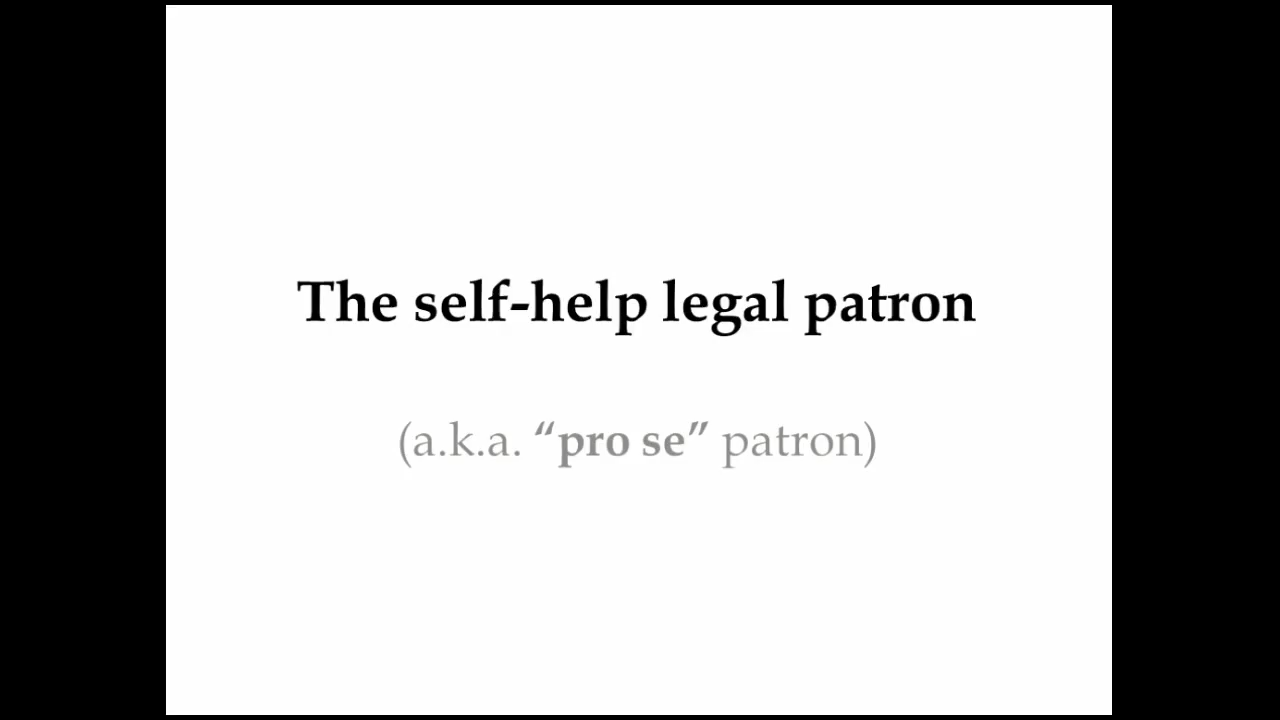 The self-help legal patron
(a.k.a. “pro se” patron)